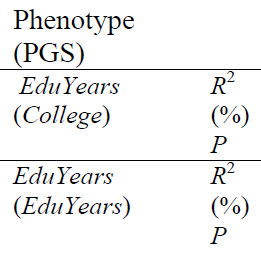 Phenotype
(PGS)
EduYears R²
(College) (%)
P
EduYears R²
(EduYears) (%)
P